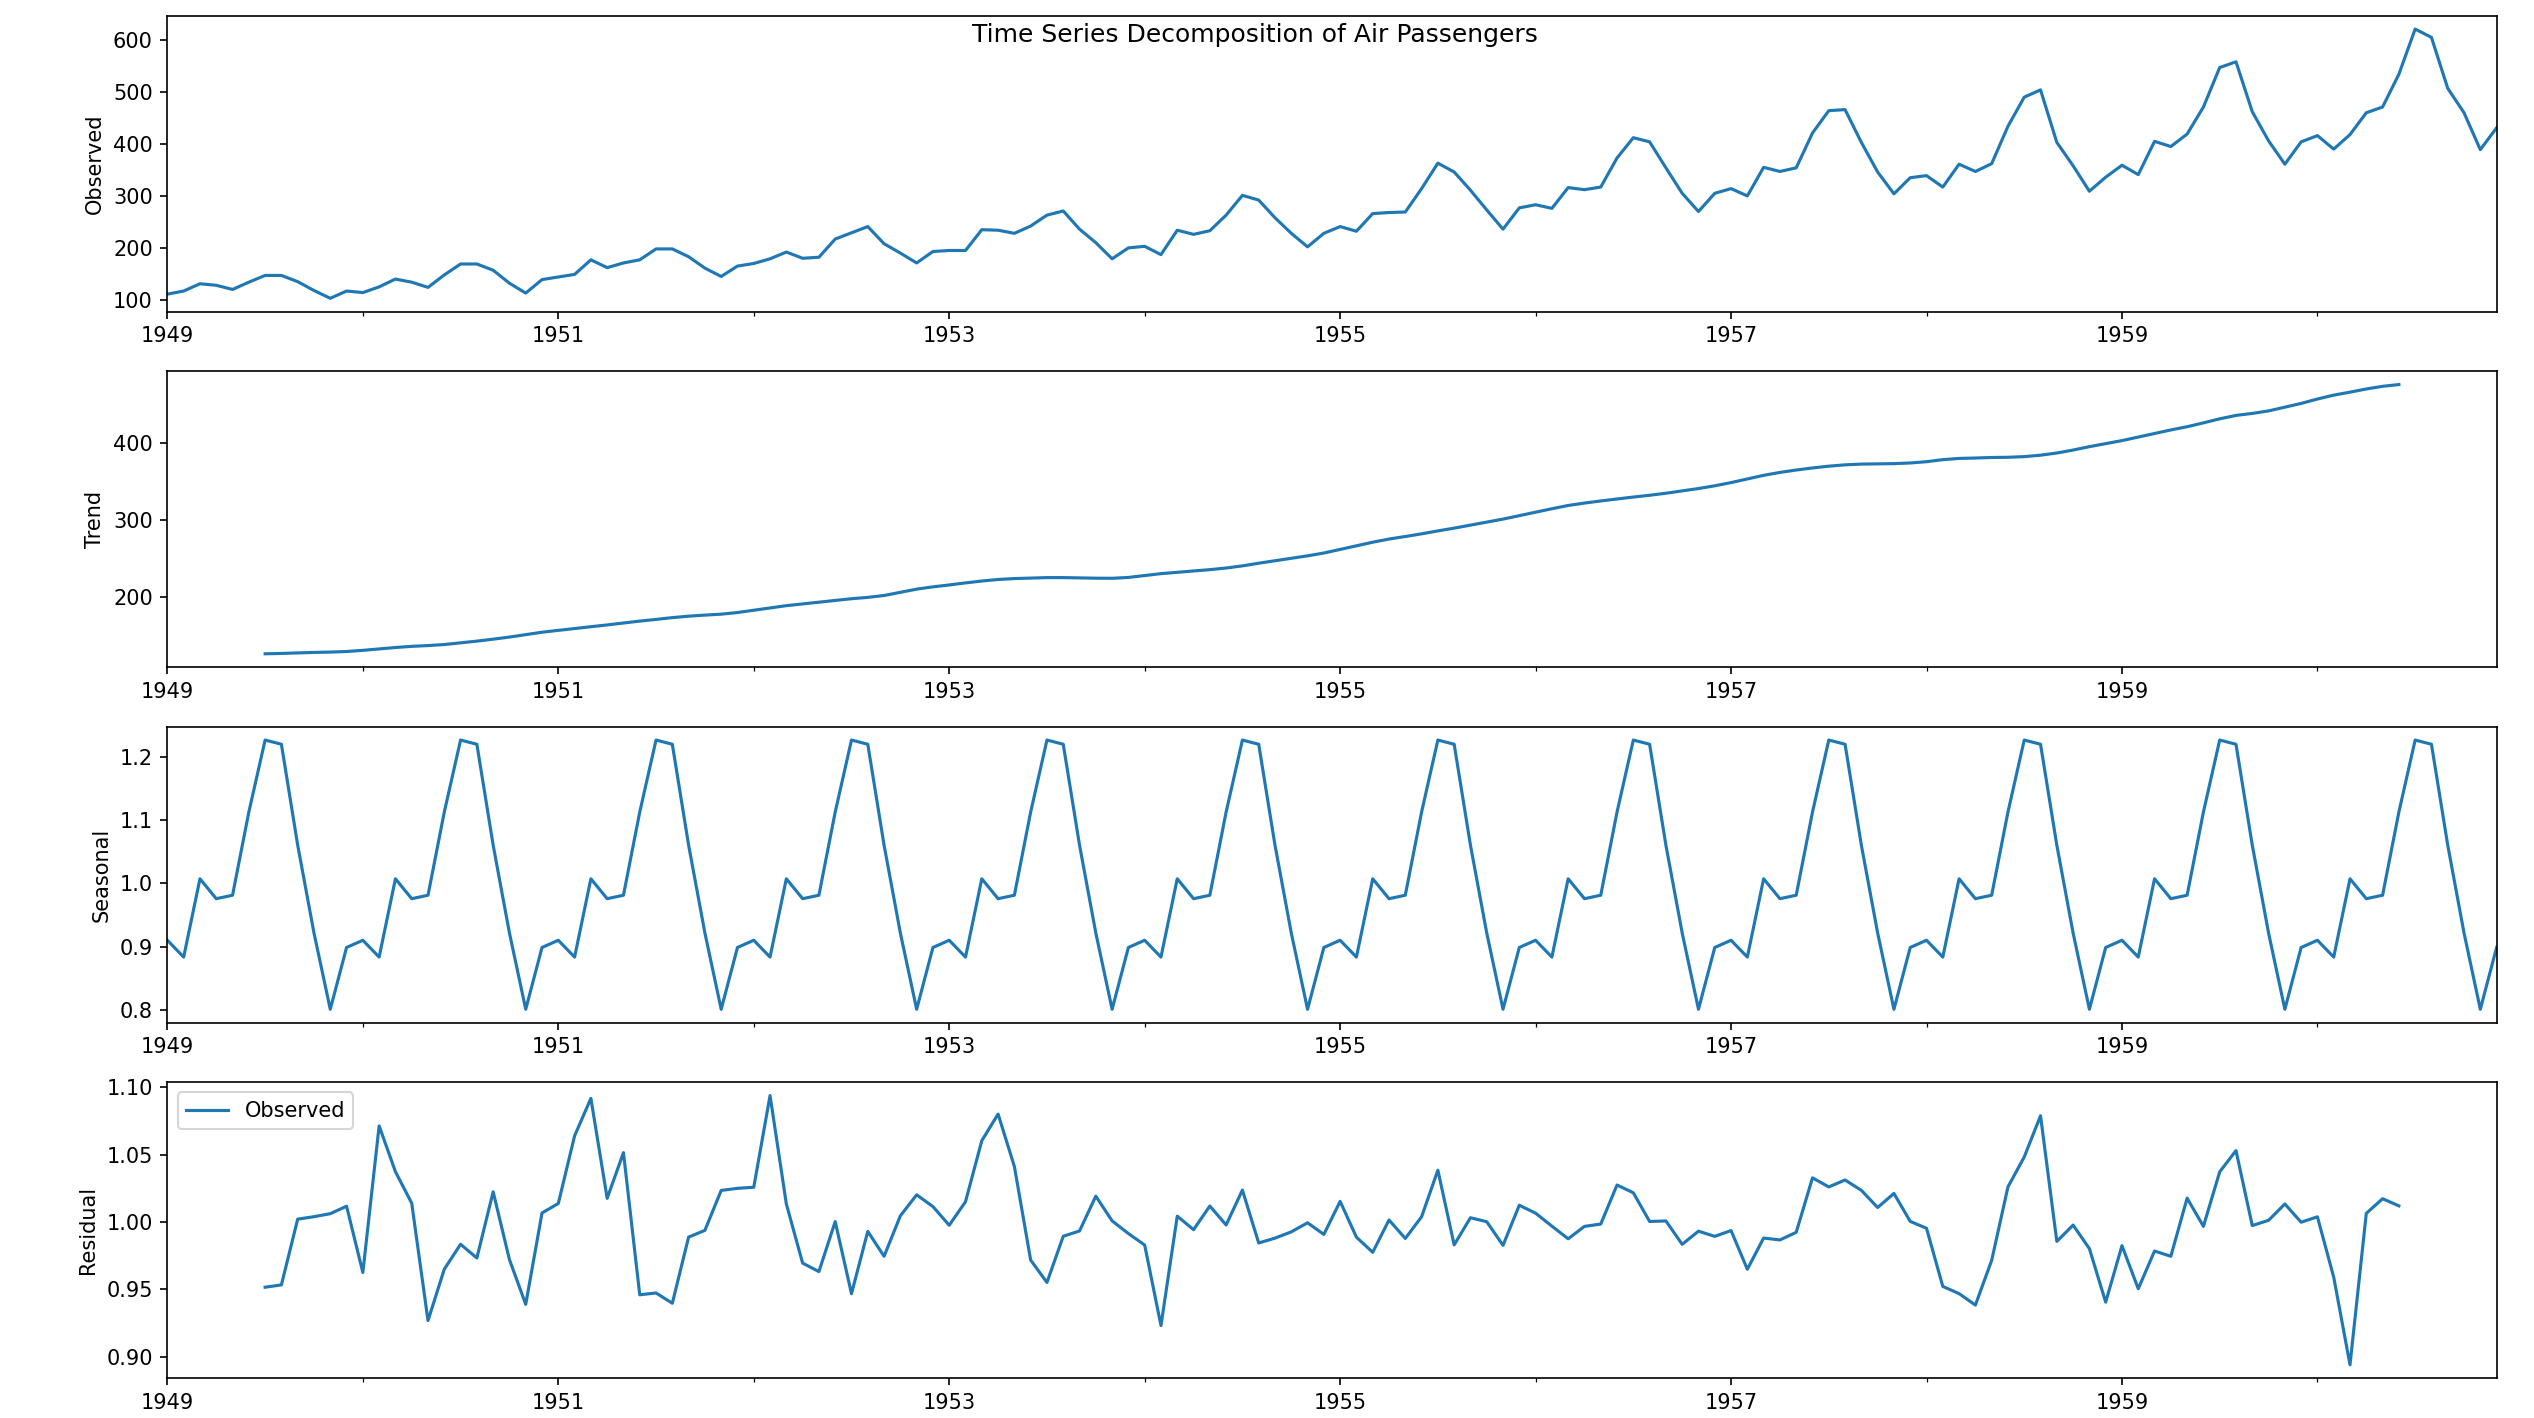 Time Series Decomposition of Air Passengers
Observed
600
500
400
300
200
100
1949 1951 1953 1955 1957 1959
Trend
400
300
200
1949 1951 1953 1955 1957 1959
Seasonal
1.2
1.1
1.0
0.9
0.8
1949 1951 1953 1955 1957 1959
Residual
1.10
1.05
1.00
0.95
0.90
Observed
1949 1951 1953 1955 1957 1959